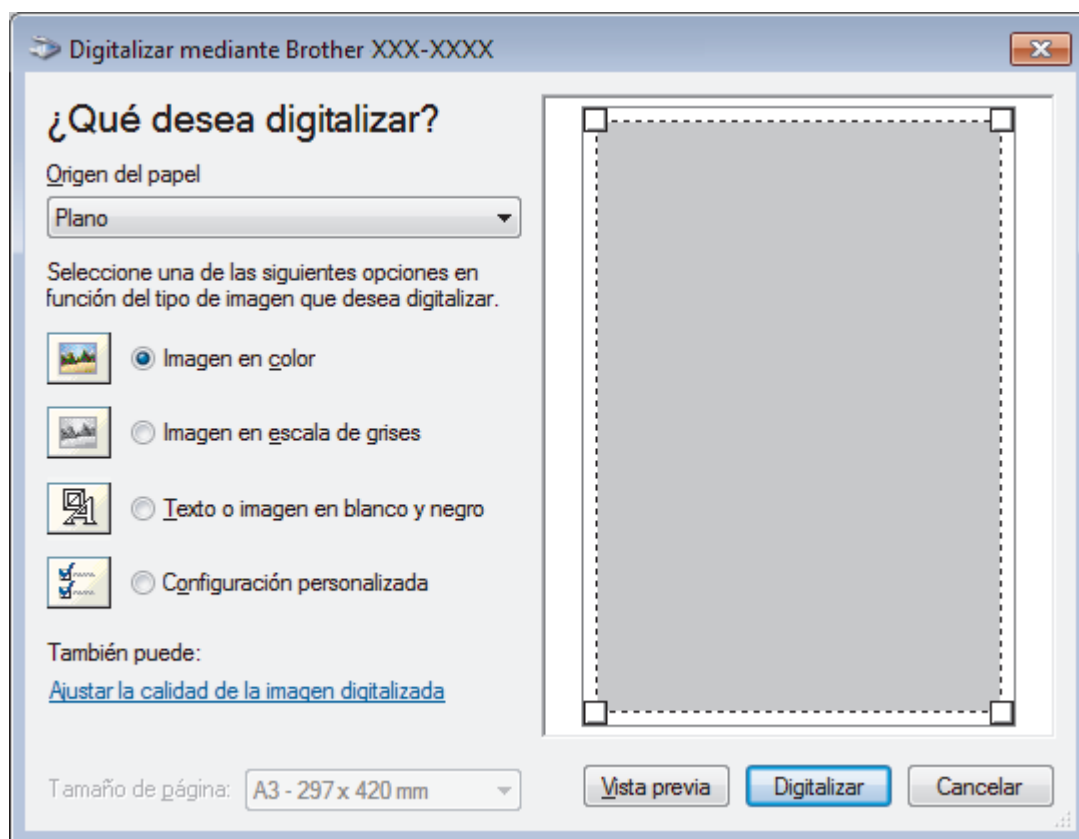 Digitalizar mediante Brother XXX-XXXX
¿Qué desea digitalizar?
Origen del papel
Plano
Seleccione una de las siguientes opciones en
función del tipo de imagen que desea digitalizar.
Imagen en color
Imagen en escala de grises
Texto o imagen en blanco y negro
Configuración personalizada
También puede:
Ajustar la calidad de la imagen digitalizada
Tamaño de página: A3 - 297 x 420 mm
Vista previa Digitalizar Cancelar